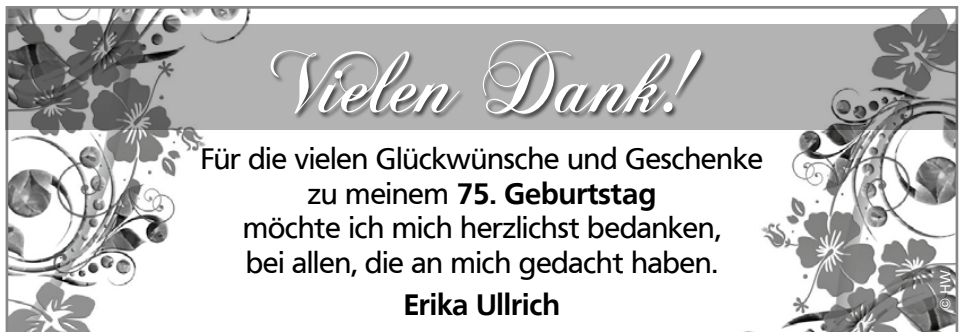 Vielen Dank!
Für die vielen Glückwünsche und Geschenke
zu meinem 75. Geburtstag
möchte ich mich herzlichst bedanken,
bei allen, die an mich gedacht haben.
Erika Ullrich
© HW